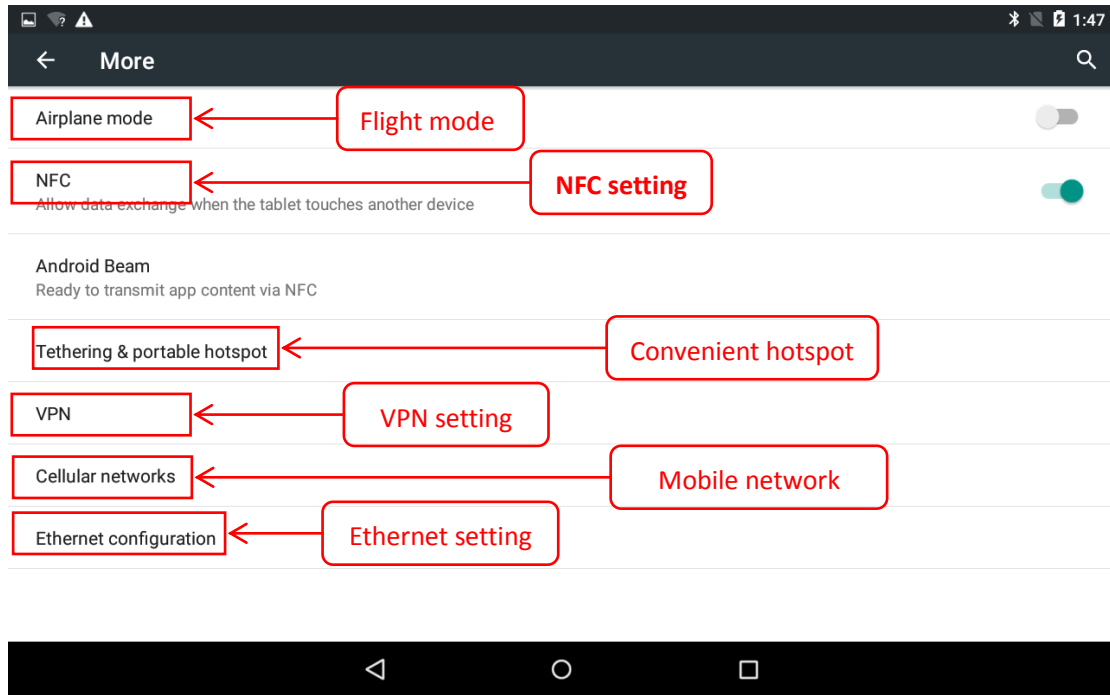 1:47
More
Airplane mode
Flight mode
NFC
NFC setting
Allow data exchange when the tablet touches another device
Android Beam
Ready to transmit app content via NFC
Tethering & portable hotspot
Convenient hotspot
VPN
VPN setting
Cellular networks
Mobile network
Ethernet configuration
Ethernet setting